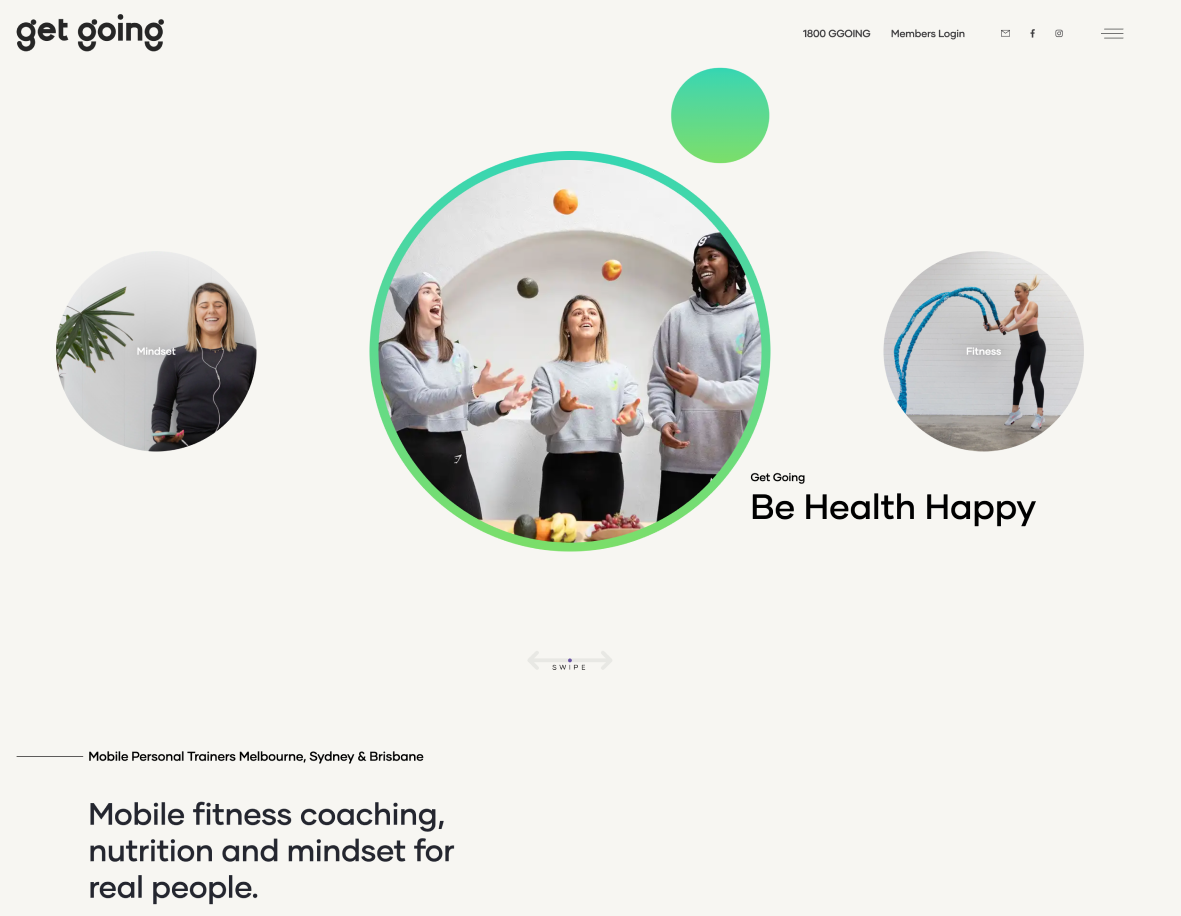 get going
1800 GGOING
Members Login
Mindset
Fitness
Get Going
Be Health Happy
SWIPE
Mobile Personal Trainers Melbourne, Sydney & Brisbane
Mobile fitness coaching,
nutrition and mindset for
real people.